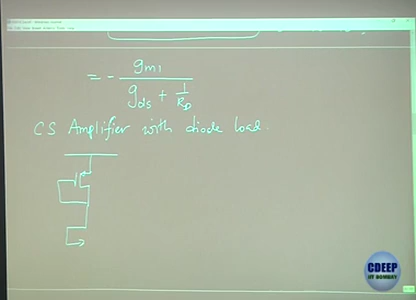 = - gm1 / (gds + 1/RD)
CS Amplifier with diode load.
CDEEP
IIT BOMBAY